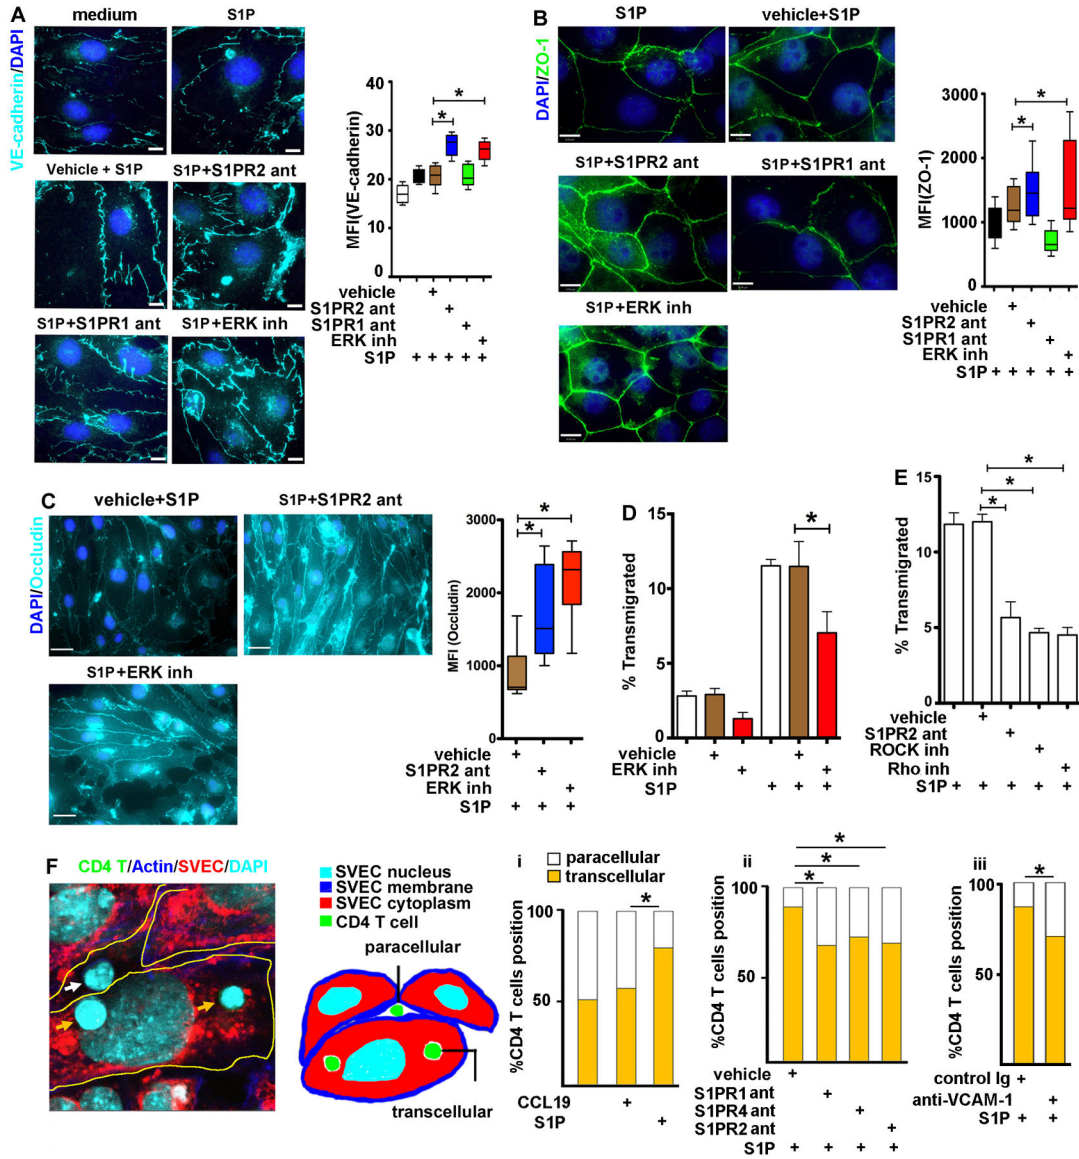 A
medium
S1P
VE-cadherin/DAPI
Vehicle + S1P
S1P+S1PR2 ant
S1P+S1PR1 ant
S1P+ERK inh
MFI(VE-cadherin)
40
30
20
10
0
*
*
vehicle +
S1PR2 ant +
S1PR1 ant +
ERK inh +
S1P + + + + +
B
S1P
vehicle+S1P
DAPI/ZO-1
S1P+S1PR2 ant
S1P+S1PR1 ant
S1P+ERK inh
MFI(ZO-1)
3000
2000
1000
0
*
*
vehicle +
S1PR2 ant +
S1PR1 ant +
ERK inh +
S1P + + + + +
C
vehicle+S1P
S1P+S1PR2 ant
DAPI/Occludin
S1P+ERK inh
MFI (Occludin)
3000
2000
1000
0
*
*
vehicle +
S1PR2 ant +
ERK inh +
S1P + + +
D
% Transmigrated
15
10
5
0
*
vehicle + +
ERK inh + +
S1P + + +
E
% Transmigrated
15
10
5
0
*
*
*
vehicle +
S1PR2 ant +
ROCK inh +
Rho inh +
S1P + + + + +
F
CD4 T/Actin/SVEC/DAPI
SVEC nucleus
SVEC membrane
SVEC cytoplasm
CD4 T cell
paracellular
transcellular
i
paracellular
transcellular
%CD4 T cells position
100
50
*
CCL19 +
S1P +
ii
%CD4 T cells position
100
50
*
*
*
vehicle +
S1PR1 ant +
S1PR4 ant +
S1PR2 ant +
S1P + + + +
iii
%CD4 T cells position
100
50
*
control Ig +
anti-VCAM-1 +
S1P + +